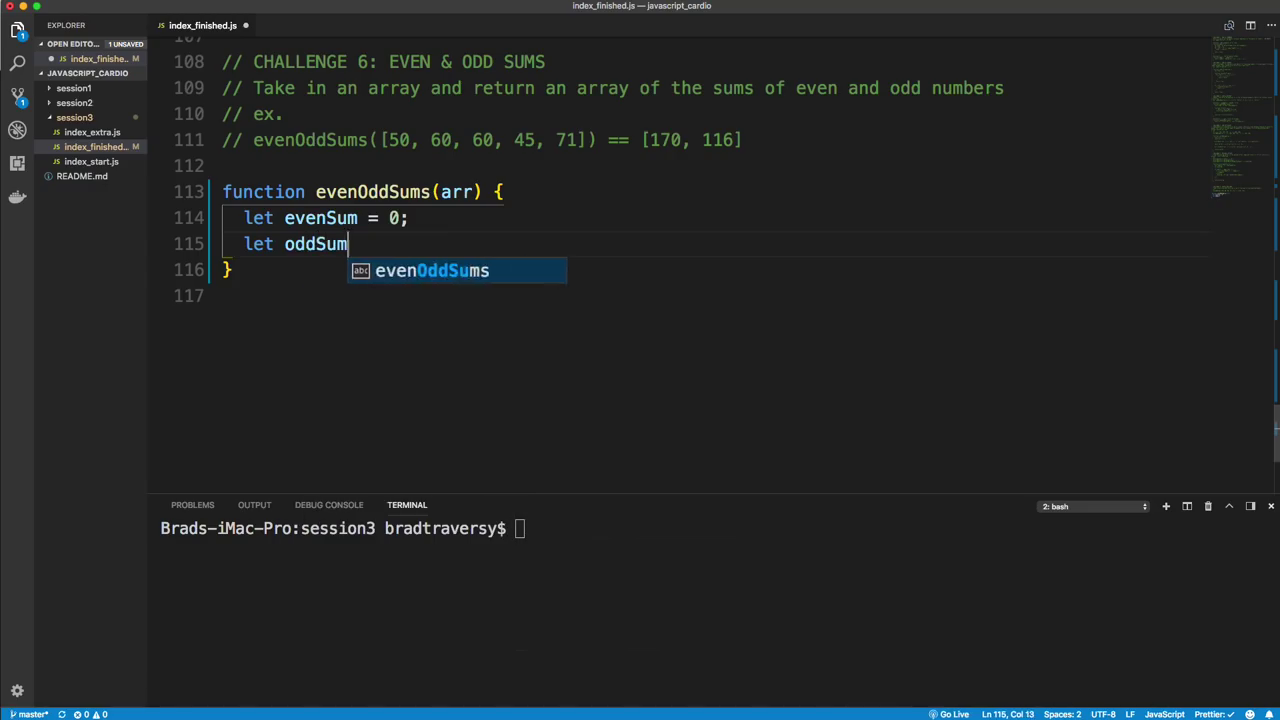 index_finished.js — javascript_cardio
EXPLORER
index_finished.js
OPEN EDITO... 1 UNSAVED
index_finishe... M
JAVASCRIPT_CARDIO
session1
session2
session3
index_extra.js
index_finished... M
index_start.js
README.md
1
1
107
108 // CHALLENGE 6: EVEN & ODD SUMS
109 // Take in an array and return an array of the sums of even and odd numbers
110 // ex.
111 // evenOddSums([50, 60, 60, 45, 71]) == [170, 116]
112
113 function evenOddSums(arr) {
114 let evenSum = 0;
115 let oddSum
116 }
abc evenOddSums
117
PROBLEMS OUTPUT DEBUG CONSOLE TERMINAL 2: bash
Brads-iMac-Pro:session3 bradtraversy$
master* 0 0 Go Live Ln 115, Col 13 Spaces: 2 UTF-8 LF JavaScript Prettier: ✓